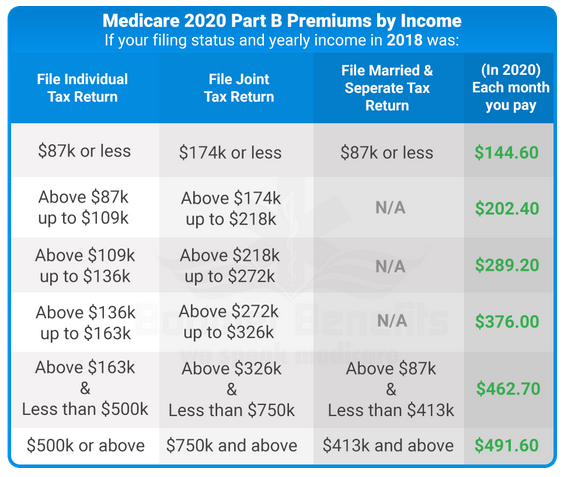 Medicare 2020 Part B Premiums by Income
If your filing status and yearly income in 2018 was:
File Individual
Tax Return
File Joint
Tax Return
File Married &
Seperate Tax
Return
(In 2020)
Each month
you pay
$87k or less
$174k or less
$87k or less
$144.60
Above $87k
up to $109k
Above $174k
up to $218k
N/A
$202.40
Above $109k
up to $136k
Above $218k
up to $272k
N/A
$289.20
Above $136k
up to $163k
Above $272k
up to $326k
N/A
$376.00
Above $163k
&
Less than $500k
Above $326k
&
Less than $750k
Above $87k
&
Less than $413k
$462.70
$500k or above
$750k and above
$413k and above
$491.60